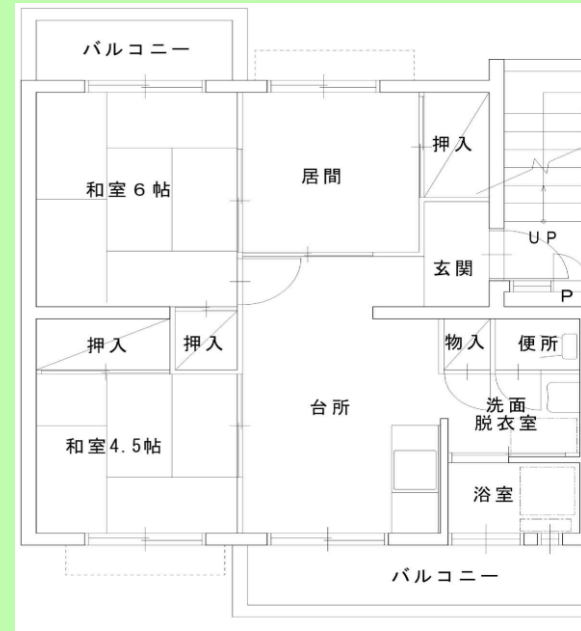 バルコニー
和室6帖
居間
押入
UP
玄関
P
押入
押入
物入
便所
台所
洗面
脱衣室
和室4.5帖
浴室
バルコニー